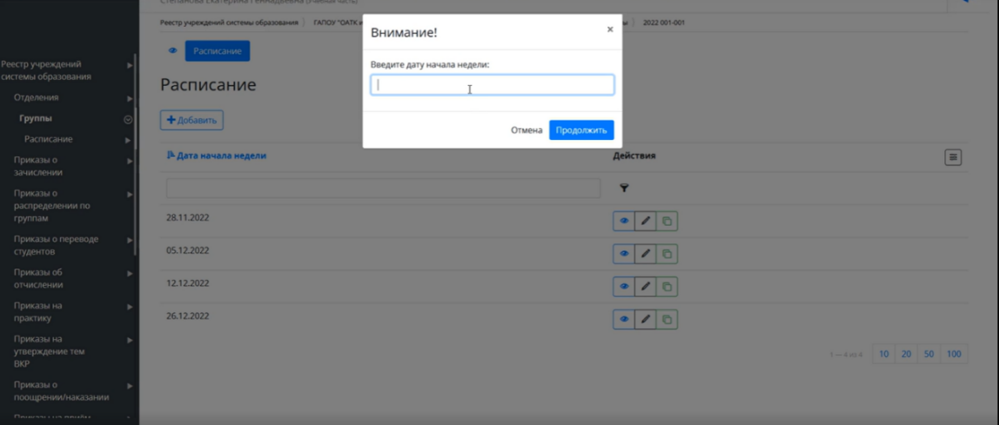 Степанова Екатерина Геннадьевна (Учебная часть)
Реестр учреждений системы образования
ГАПОУ "ОАТК и
2022 001-001
Расписание
Расписание
Добавить
Дата начала недели
Действия
28.11.2022
05.12.2022
12.12.2022
26.12.2022
1 — 4 из 4
10 20 50 100
Внимание!
×
Введите дату начала недели:
Отмена
Продолжить
Реестр учреждений
системы образования
Отделения
Группы
Расписание
Приказы о
зачислении
Приказы о
распределении по
группам
Приказы о переводе
студентов
Приказы об
отчислении
Приказы на
практику
Приказы на
утверждение тем
ВКР
Приказы о
поощрении/наказании
Приказы на приём